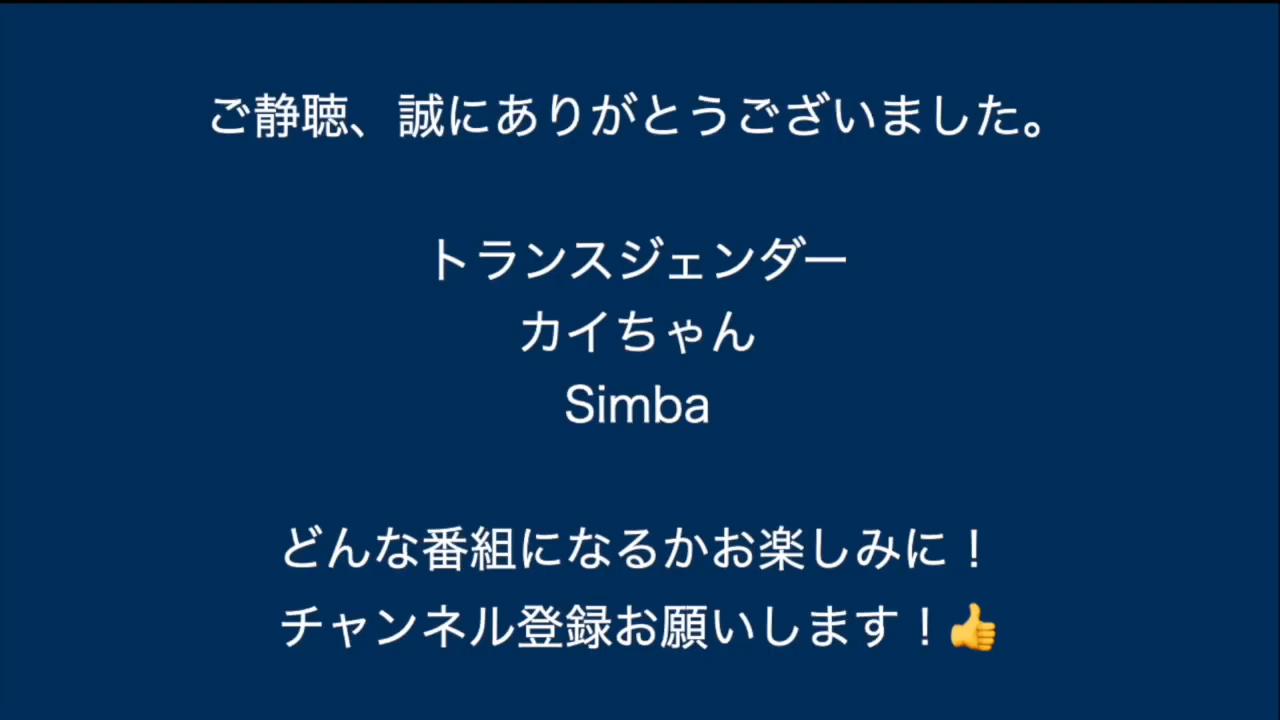 ご静聴、誠にありがとうございました。
トランスジェンダー
カイちゃん
Simba
どんな番組になるかお楽しみに！
チャンネル登録お願いします！👍